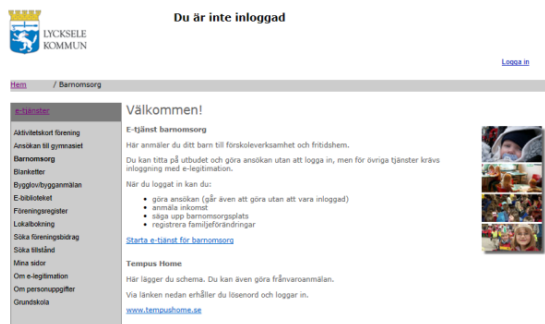 Du är inte inloggad
LYCKSELE
KOMMUN
Logga in
Hem / Barnomsorg
e-tjänster
Aktivitetskort förening
Ansökan till gymnasiet
Barnomsorg
Blanketter
Bygglov/bygganmälan
E-biblioteket
Föreningsregister
Lokalbokning
Söka föreningsbidrag
Söka tillstånd
Mina sidor
Om e-legitimation
Om personuppgifter
Grundskola
Välkommen!
E-tjänst barnomsorg
Här anmäler du ditt barn till förskoleverksamhet och fritidshem.
Du kan titta på utbudet och göra ansökan utan att logga in, men för övriga tjänster krävs
inloggning med e-legitimation.
När du loggat in kan du:
• göra ansökan (går även att göra utan att vara inloggad)
• anmäla inkomst
• säga upp barnomsorgsplats
• registrera familjeförändringar
Starta e-tjänst för barnomsorg
Tempus Home
Här lägger du schema. Du kan även göra frånvaroanmälan.
Via länken nedan erhåller du lösenord och loggar in.
www.tempushome.se